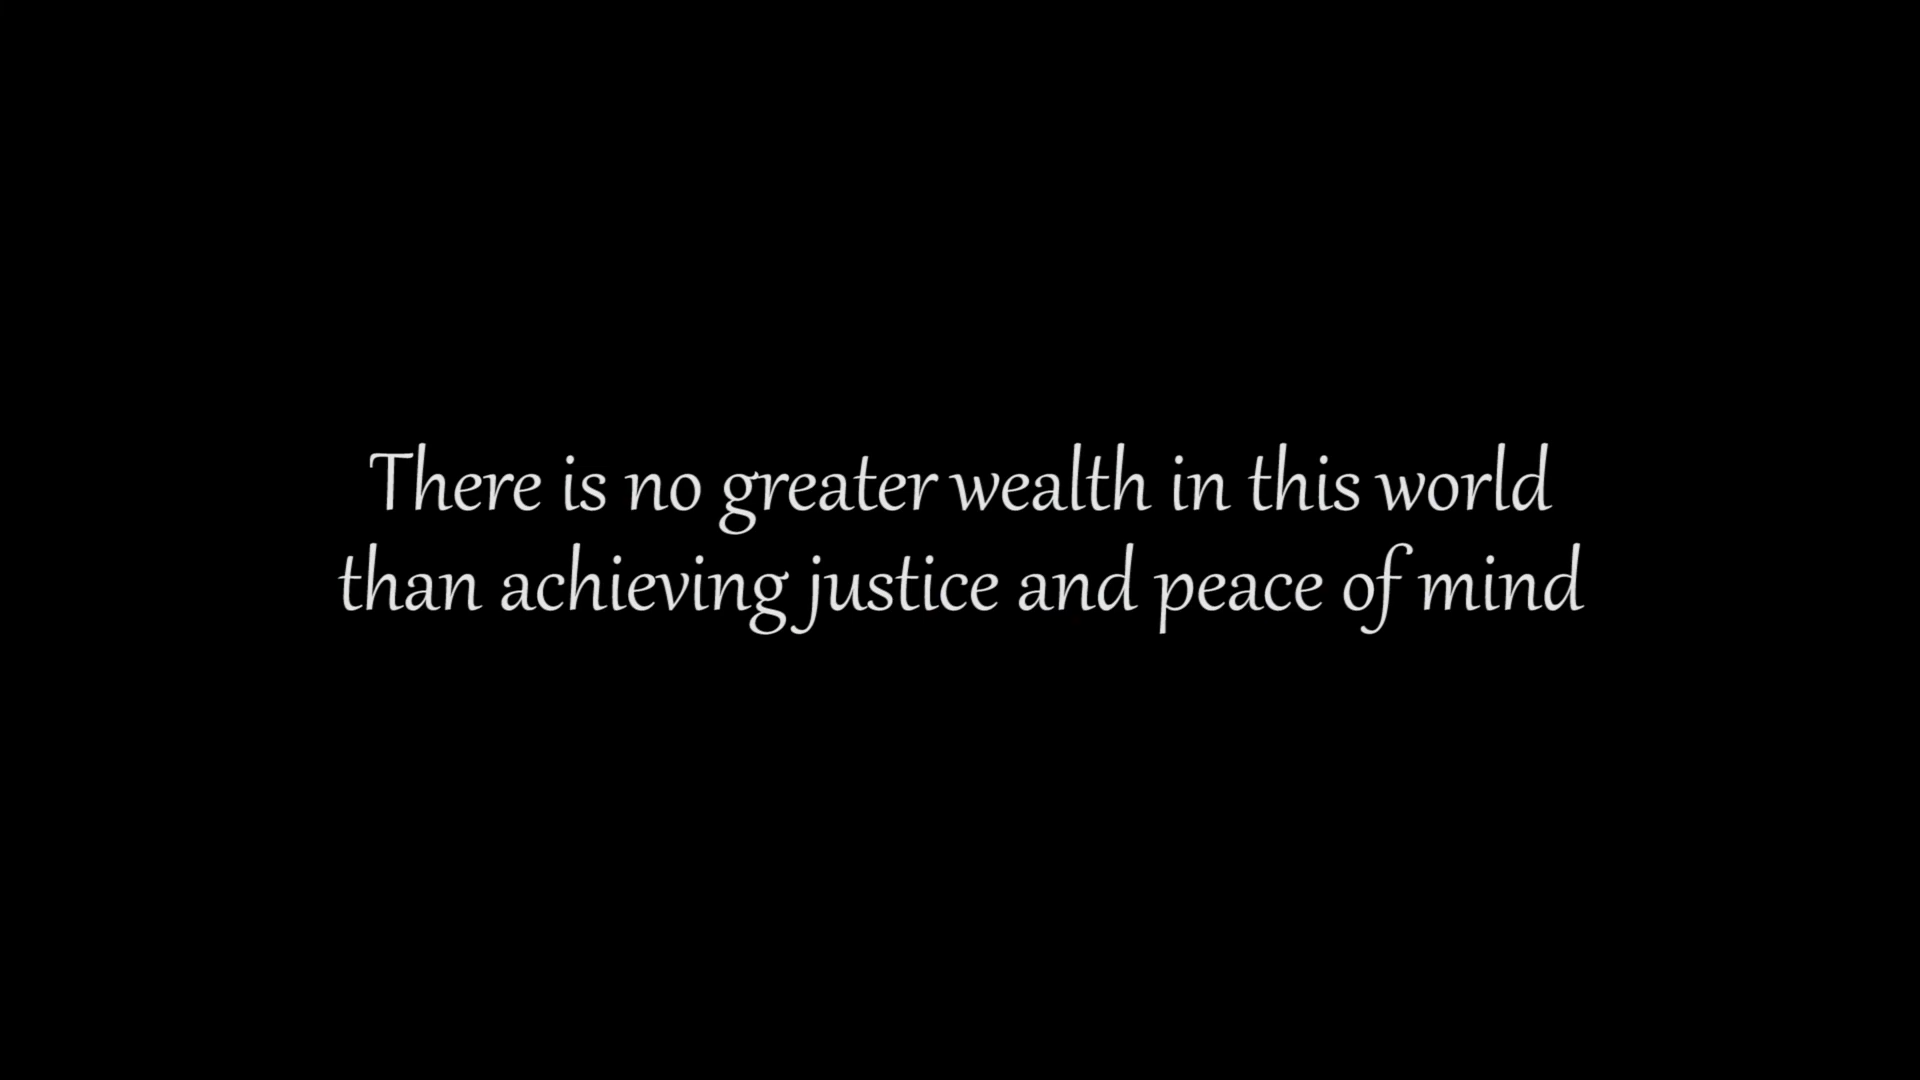 There is no greater wealth in this world
than achieving justice and peace of mind